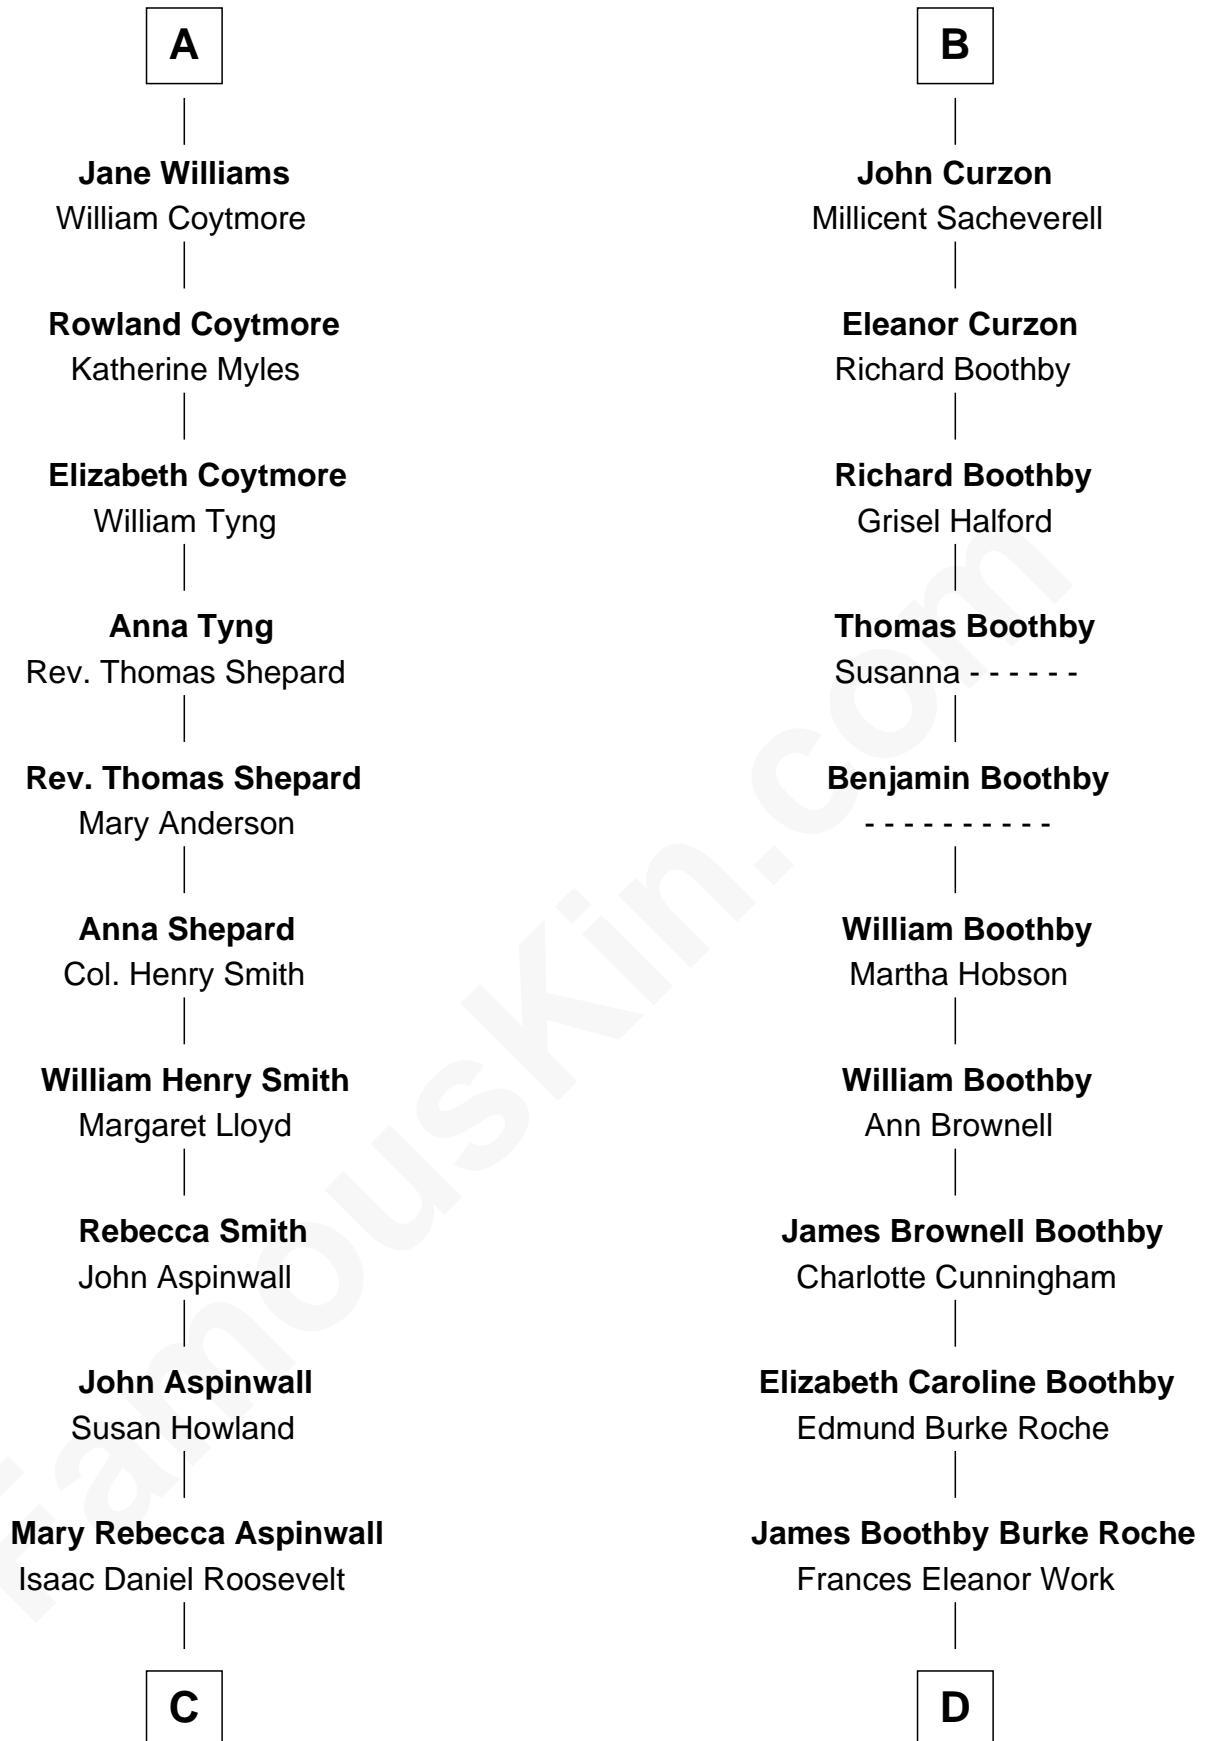 A
Jane Williams
William Coytmore
Rowland Coytmore
Katherine Myles
Elizabeth Coytmore
William Tyng
Anna Tyng
Rev. Thomas Shepard
Rev. Thomas Shepard
Mary Anderson
Anna Shepard
Col. Henry Smith
William Henry Smith
Margaret Lloyd
Rebecca Smith
John Aspinwall
John Aspinwall
Susan Howland
Mary Rebecca Aspinwall
Isaac Daniel Roosevelt
C
B
John Curzon
Millicent Sacheverell
Eleanor Curzon
Richard Boothby
Richard Boothby
Grisel Halford
Thomas Boothby
Susanna - - - - - -
Benjamin Boothby
- - - - - - - - - -
William Boothby
Martha Hobson
William Boothby
Ann Brownell
James Brownell Boothby
Charlotte Cunningham
Elizabeth Caroline Boothby
Edmund Burke Roche
James Boothby Burke Roche
Frances Eleanor Work
D
FamousKin.com